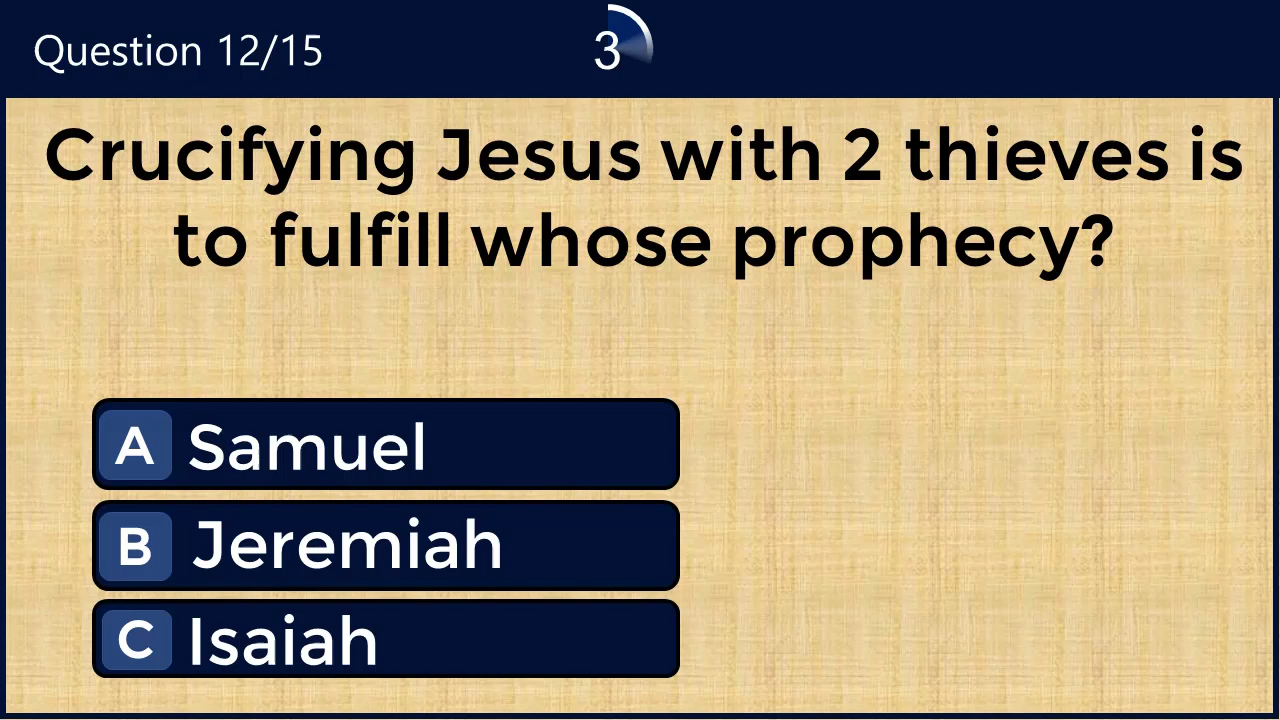 Question 12/15
3
Crucifying Jesus with 2 thieves is
to fulfill whose prophecy?
A Samuel
B Jeremiah
C Isaiah